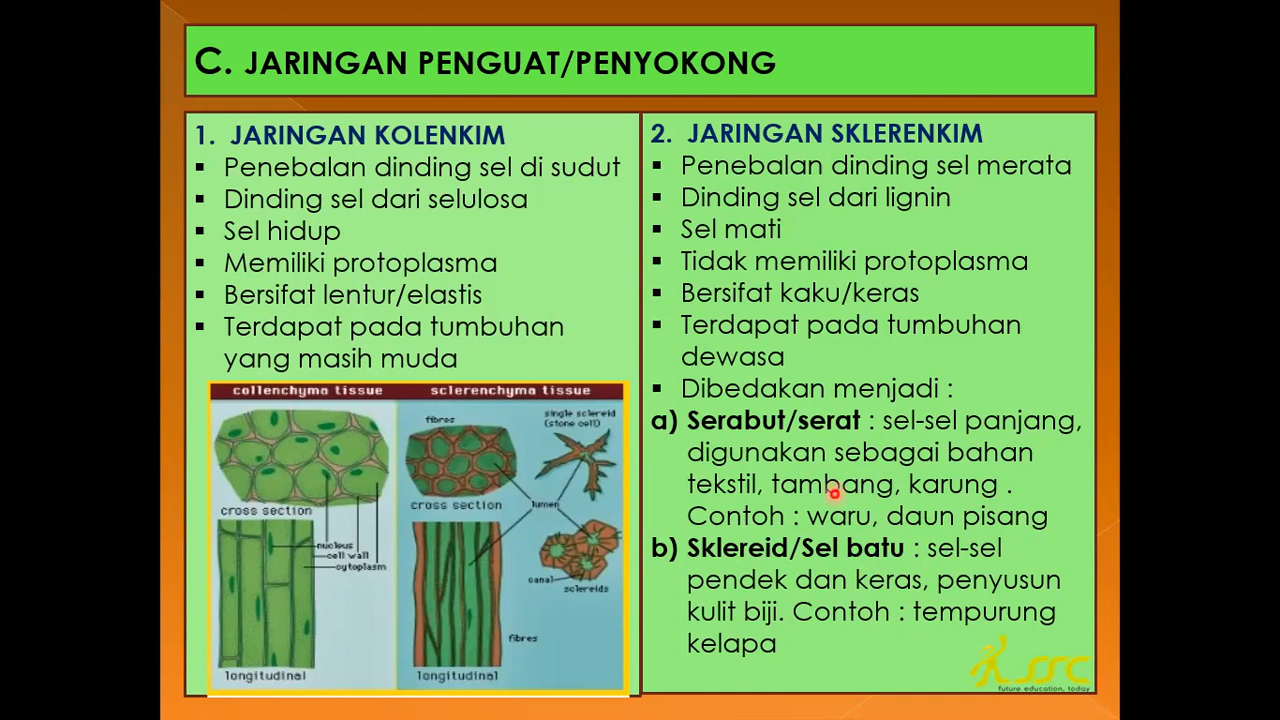 C. JARINGAN PENGUAT/PENYOKONG
1. JARINGAN KOLENKIM
▪ Penebalan dinding sel di sudut
▪ Dinding sel dari selulosa
▪ Sel hidup
▪ Memiliki protoplasma
▪ Bersifat lentur/elastis
▪ Terdapat pada tumbuhan
yang masih muda
collenchyma tissue
sclerenchyma tissue
fibres
single sclereid
(stone cell)
cross section
cross section
lumen
nucleus
cell wall
cytoplasm
canal
sclereids
fibres
longitudinal
longitudinal
2. JARINGAN SKLERENKIM
▪ Penebalan dinding sel merata
▪ Dinding sel dari lignin
▪ Sel mati
▪ Tidak memiliki protoplasma
▪ Bersifat kaku/keras
▪ Terdapat pada tumbuhan
dewasa
▪ Dibedakan menjadi :
a) Serabut/serat : sel-sel panjang,
digunakan sebagai bahan
tekstil, tambang, karung .
Contoh : waru, daun pisang
b) Sklereid/Sel batu : sel-sel
pendek dan keras, penyusun
kulit biji. Contoh : tempurung
kelapa
SSC
future education, today